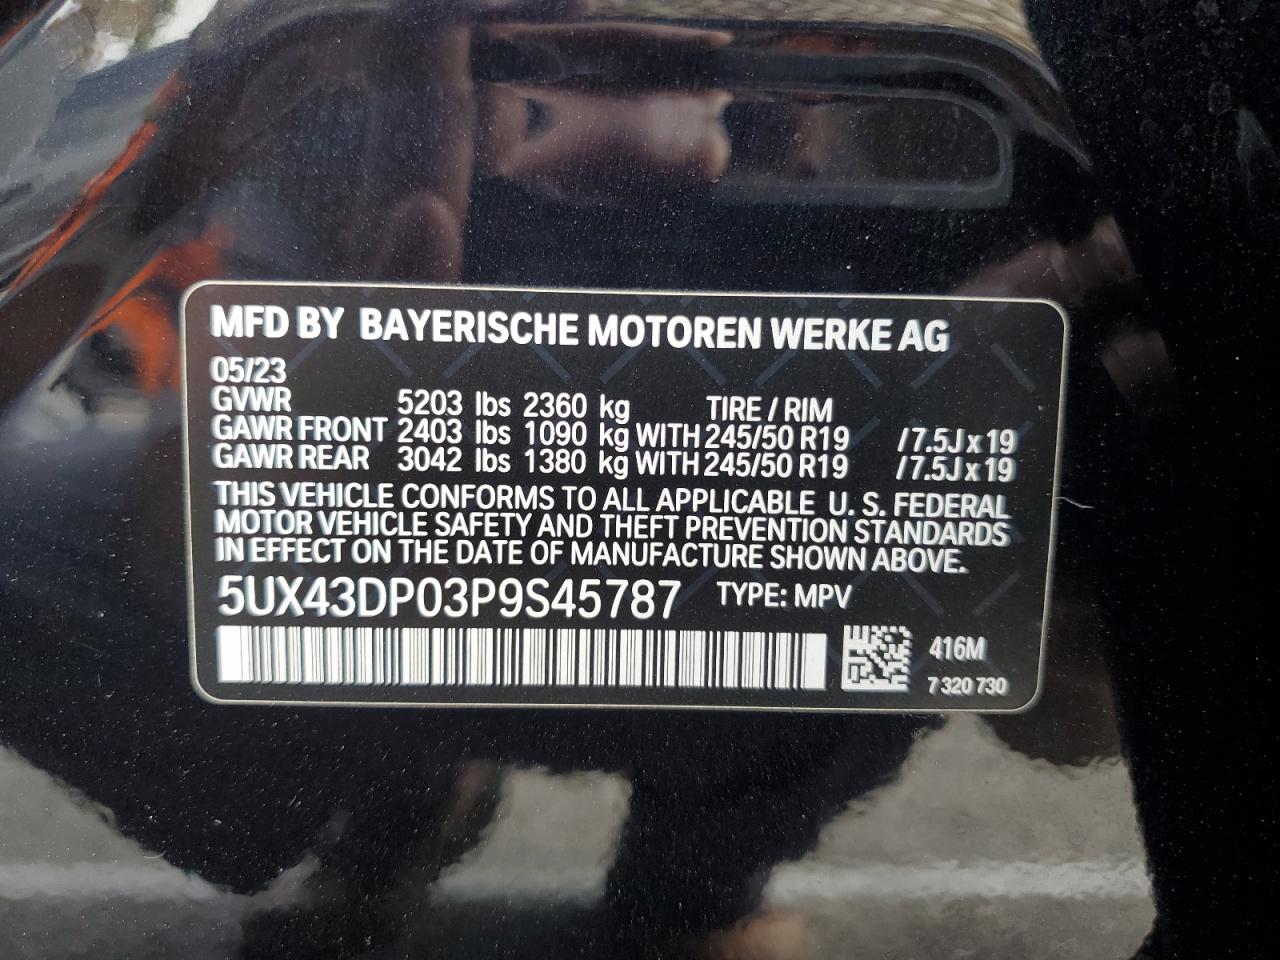 MFD BY BAYERISCHE MOTOREN WERKE AG
05/23
GVWR 5203 lbs 2360 kg TIRE / RIM
GAWR FRONT 2403 lbs 1090 kg WITH 245/50 R19 /7.5J x 19
GAWR REAR 3042 lbs 1380 kg WITH 245/50 R19 /7.5J x 19
THIS VEHICLE CONFORMS TO ALL APPLICABLE U. S. FEDERAL
MOTOR VEHICLE SAFETY AND THEFT PREVENTION STANDARDS
IN EFFECT ON THE DATE OF MANUFACTURE SHOWN ABOVE.
5UX43DP03P9S45787 TYPE: MPV
416M
7 320 730